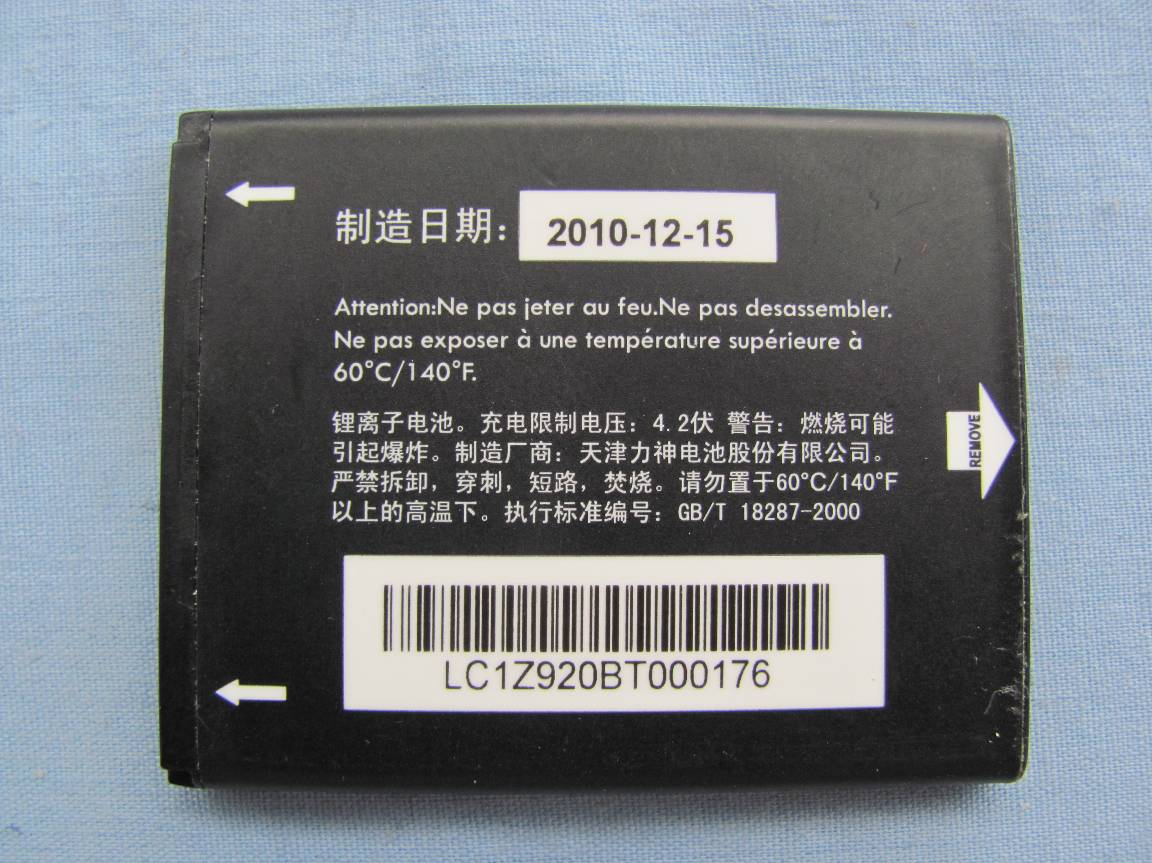 制造日期：2010-12-15
Attention:Ne pas jeter au feu.Ne pas desassembler.
Ne pas exposer à une température supérieure à
60°C/140°F.
锂离子电池。充电限制电压：4.2伏 警告：燃烧可能
引起爆炸。制造厂商：天津力神电池股份有限公司。
严禁拆卸，穿刺，短路，焚烧。请勿置于60°C/140°F
以上的高温下。执行标准编号：GB/T 18287-2000
REMOVE
LC1Z920BT000176